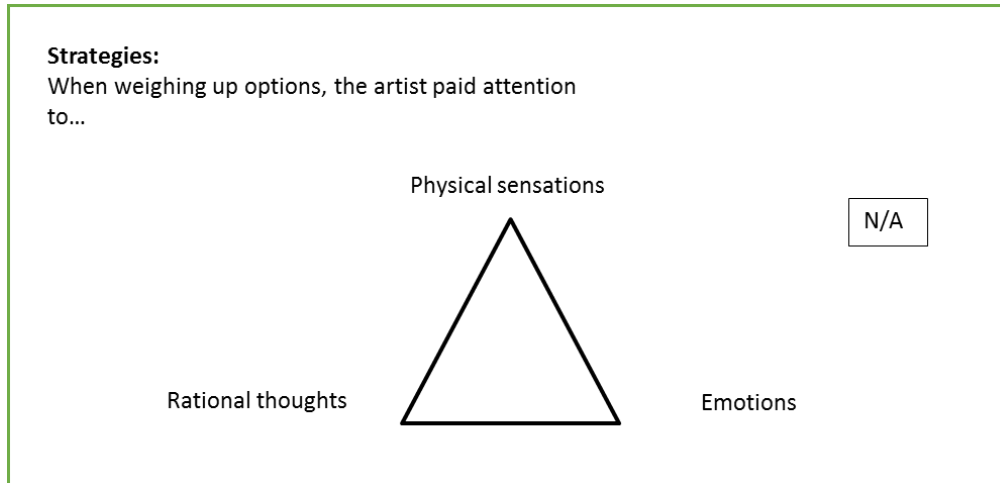 Strategies:
When weighing up options, the artist paid attention
to...
Physical sensations
N/A
Rational thoughts
Emotions